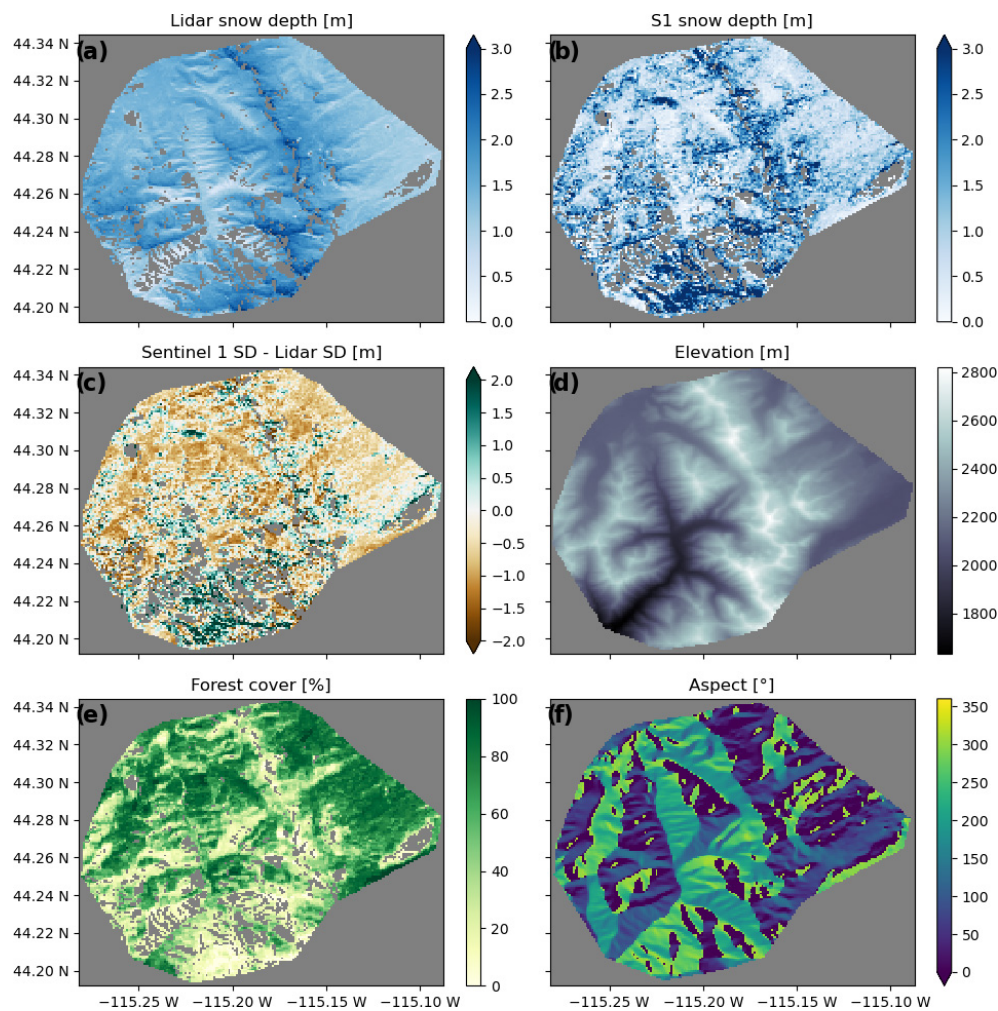 Lidar snow depth [m]
(a)
44.34 N
44.32 N
44.30 N
44.28 N
44.26 N
44.24 N
44.22 N
44.20 N
3.0
2.5
2.0
1.5
1.0
0.5
0.0
S1 snow depth [m]
(b)
3.0
2.5
2.0
1.5
1.0
0.5
0.0
Sentinel 1 SD - Lidar SD [m]
(c)
44.34 N
44.32 N
44.30 N
44.28 N
44.26 N
44.24 N
44.22 N
44.20 N
2.0
1.5
1.0
0.5
0.0
−0.5
−1.0
−1.5
−2.0
Elevation [m]
(d)
2800
2600
2400
2200
2000
1800
Forest cover [%]
(e)
44.34 N
44.32 N
44.30 N
44.28 N
44.26 N
44.24 N
44.22 N
44.20 N
−115.25 W −115.20 W −115.15 W −115.10 W
100
80
60
40
20
0
Aspect [°]
(f)
−115.25 W −115.20 W −115.15 W −115.10 W
350
300
250
200
150
100
50
0